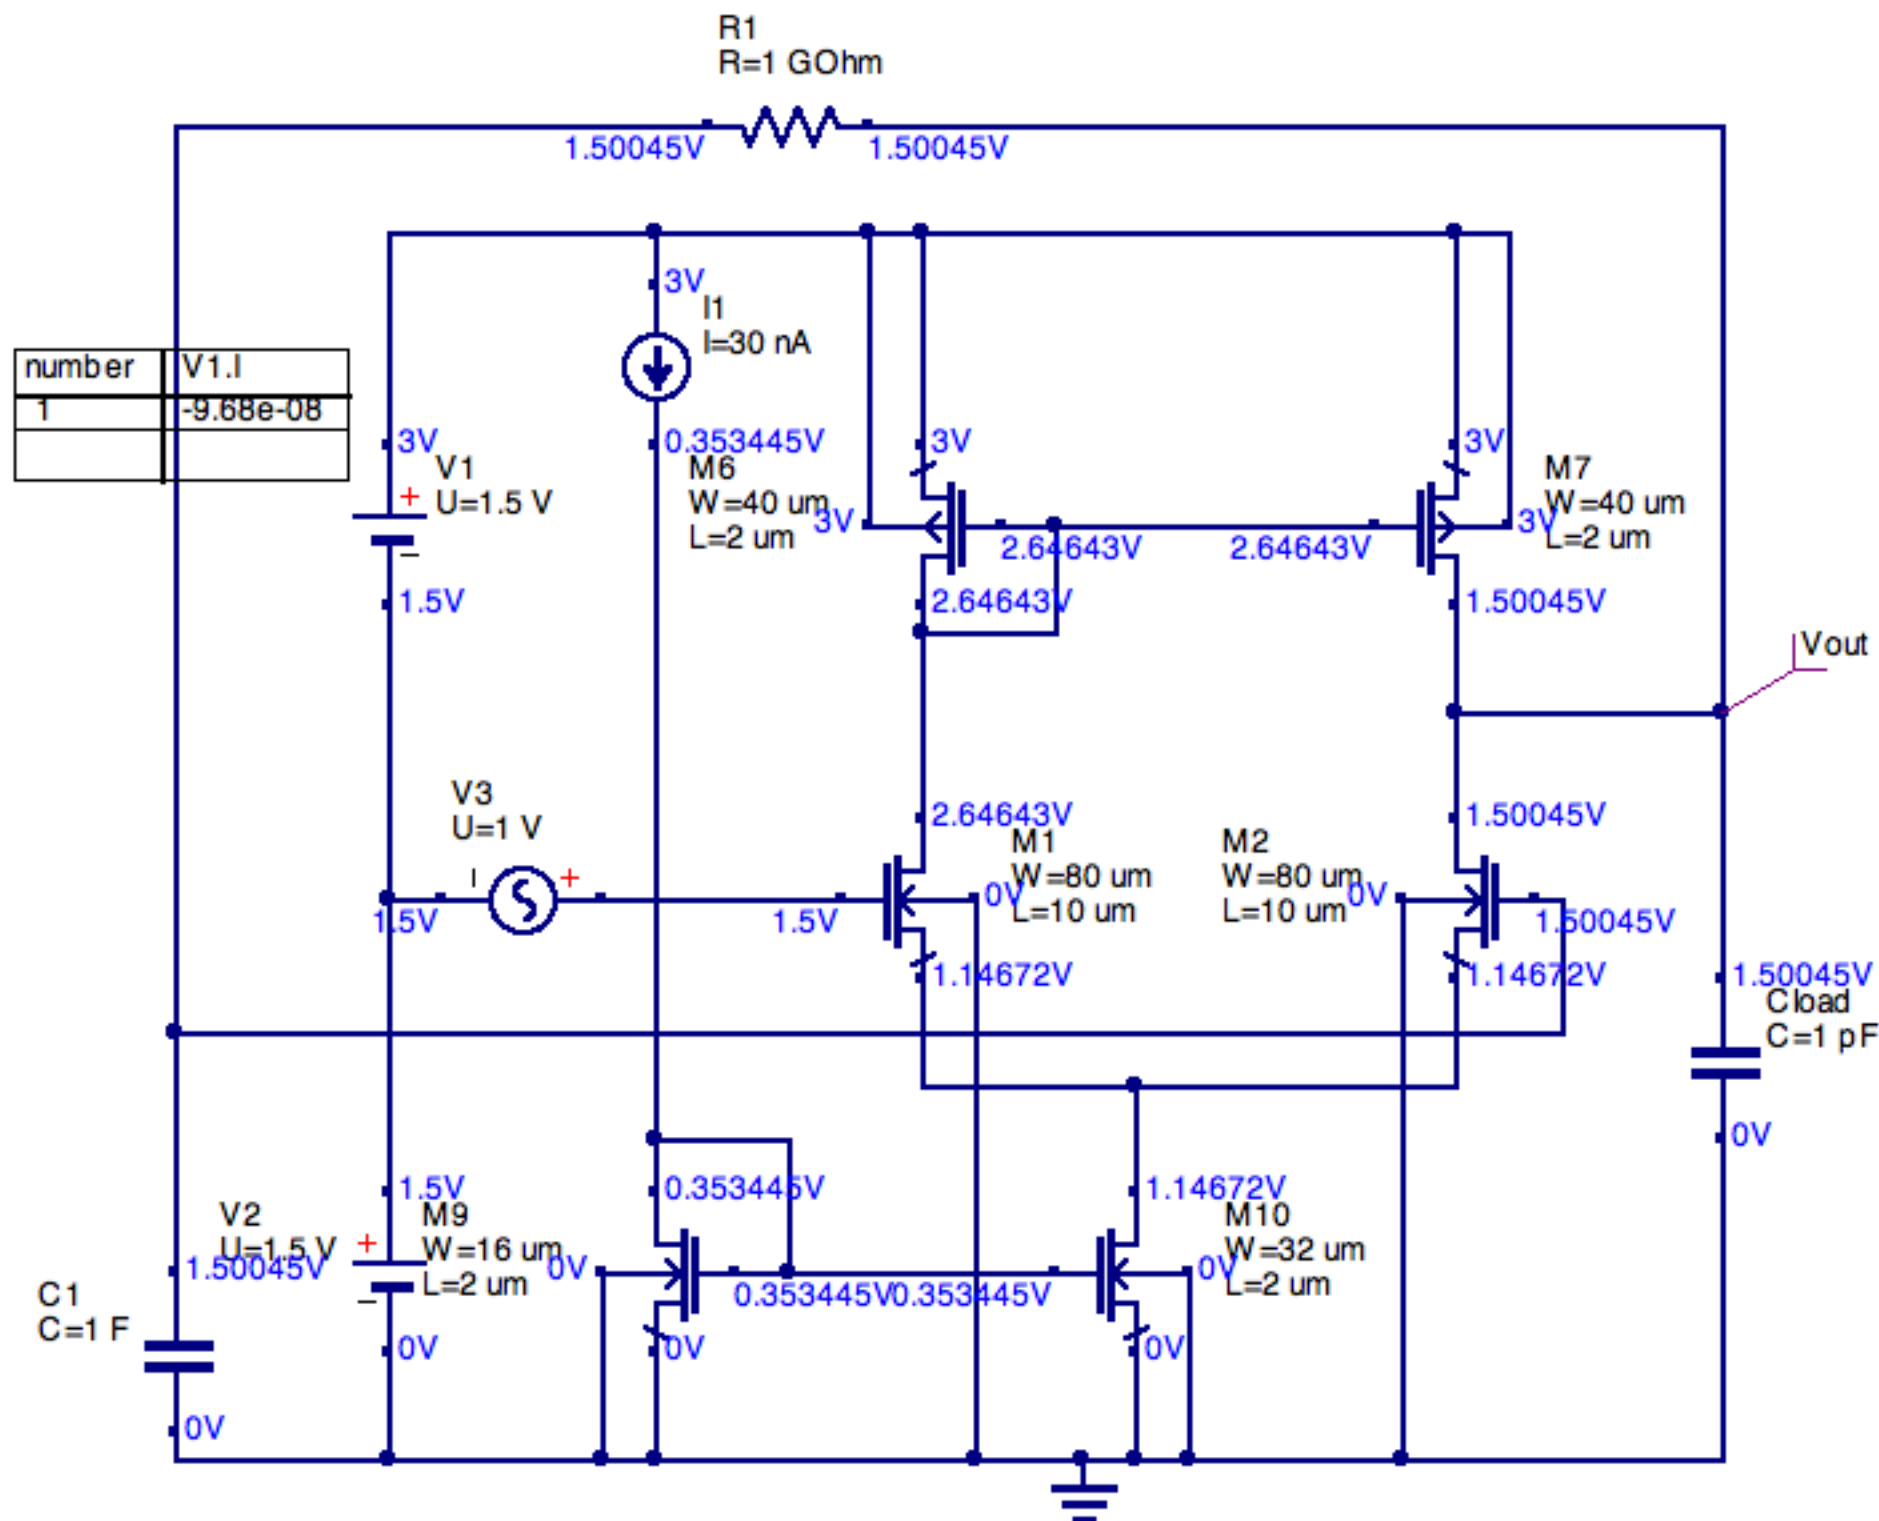 R1
R=1 GOhm
1.50045V
1.50045V
3V
I1
I=30 nA
number V1.I
1 -9.68e-08
3V
0.353445V
3V
3V
V1
U=1.5 V
M6
W=40 um
L=2 um
3V
M7
W=40 um
L=2 um
3V
2.64643V
2.64643V
1.5V
2.64643V
1.50045V
Vout
V3
U=1 V
2.64643V
1.50045V
M1
W=80 um
L=10 um
0V
M2
W=80 um
L=10 um
0V
1.5V
1.5V
1.50045V
1.14672V
1.14672V
1.50045V
Cload
C=1 pF
0V
1.5V
0.353445V
1.14672V
V2
U=1.5 V
M9
W=16 um
L=2 um
0V
M10
W=32 um
L=2 um
0V
1.50045V
0.353445V
0.353445V
C1
C=1 F
0V
0V
0V
0V